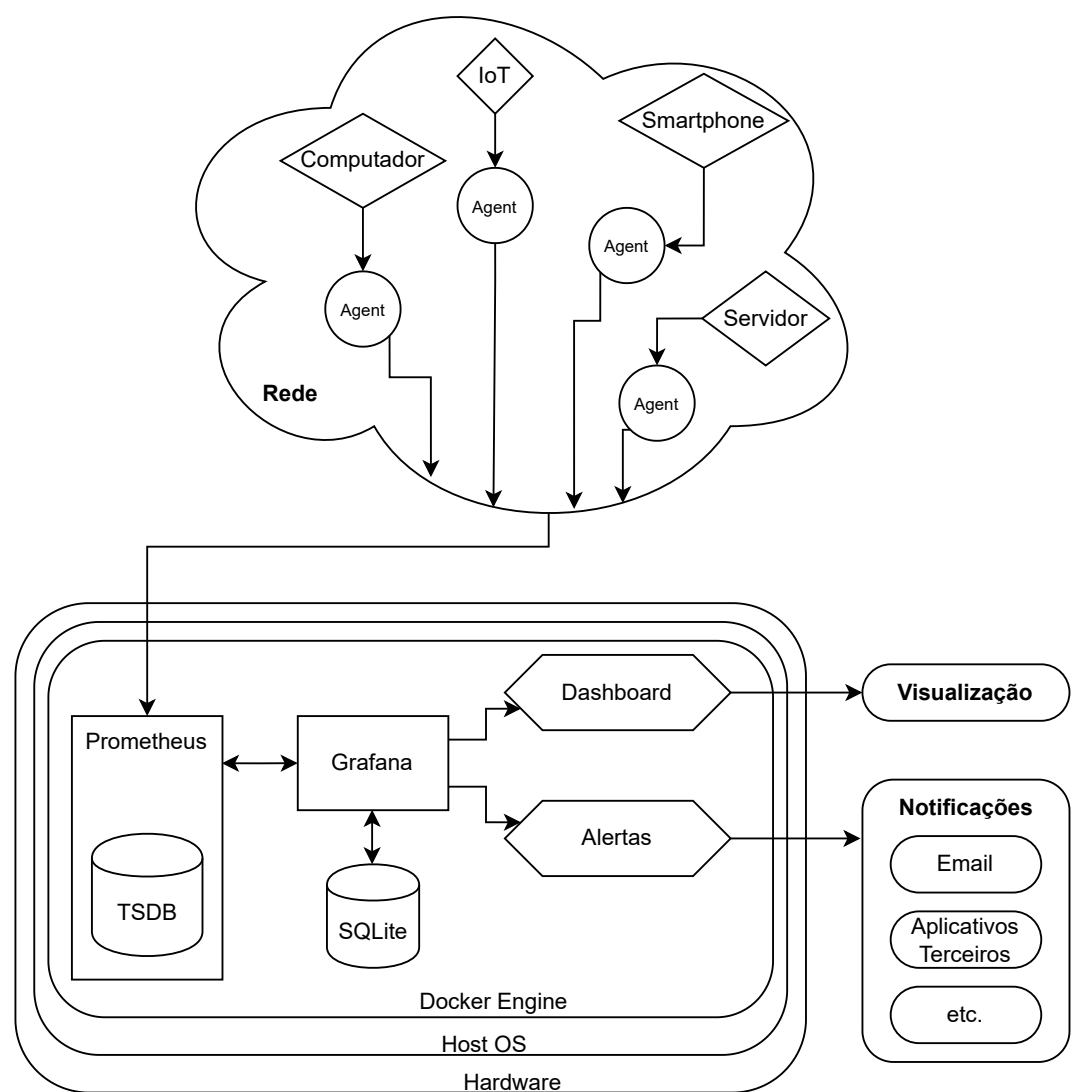 IoT
Smartphone
Computador
Agent
Agent
Agent
Servidor
Rede
Agent
Dashboard
Visualização
Prometheus
Grafana
Notificações
Alertas
Email
TSDB
SQLite
Aplicativos
Terceiros
Docker Engine
etc.
Host OS
Hardware